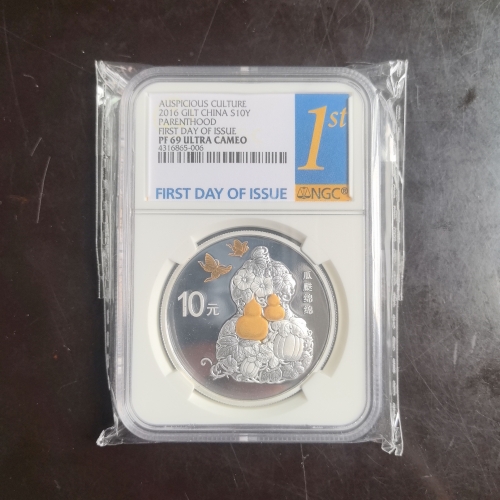 AUSPICIOUS CULTURE
2016 GILT CHINA S10Y
PARENTHOOD
FIRST DAY OF ISSUE
PF 69 ULTRA CAMEO
4316865-006
FIRST DAY OF ISSUE
1st
NGC®
10元
瓜瓞绵绵